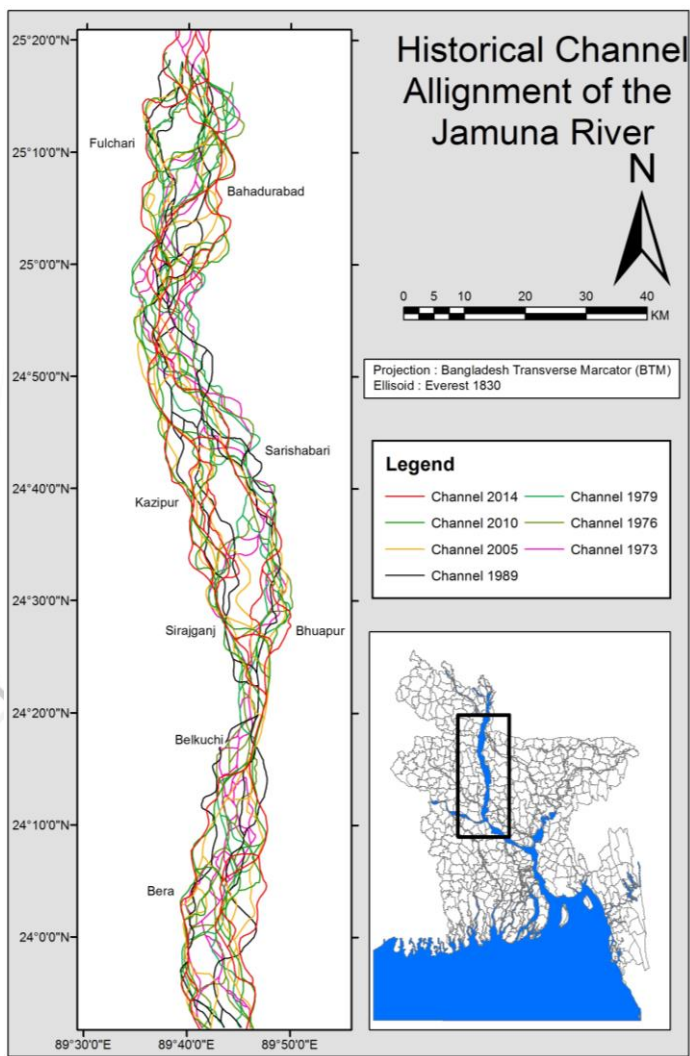 Historical Channel
Allignment of the
Jamuna River
N
0 5 10 20 30 40
KM
Projection : Bangladesh Transverse Marcator (BTM)
Ellisoid : Everest 1830
Legend
Channel 2014
Channel 2010
Channel 2005
Channel 1989
Channel 1979
Channel 1976
Channel 1973
25°20'0"N
25°10'0"N
25°0'0"N
24°50'0"N
24°40'0"N
24°30'0"N
24°20'0"N
24°10'0"N
24°0'0"N
Fulchari
Bahadurabad
Sarishabari
Kazipur
Sirajganj
Bhuapur
Belkuchi
Bera
89°30'0"E
89°40'0"E
89°50'0"E